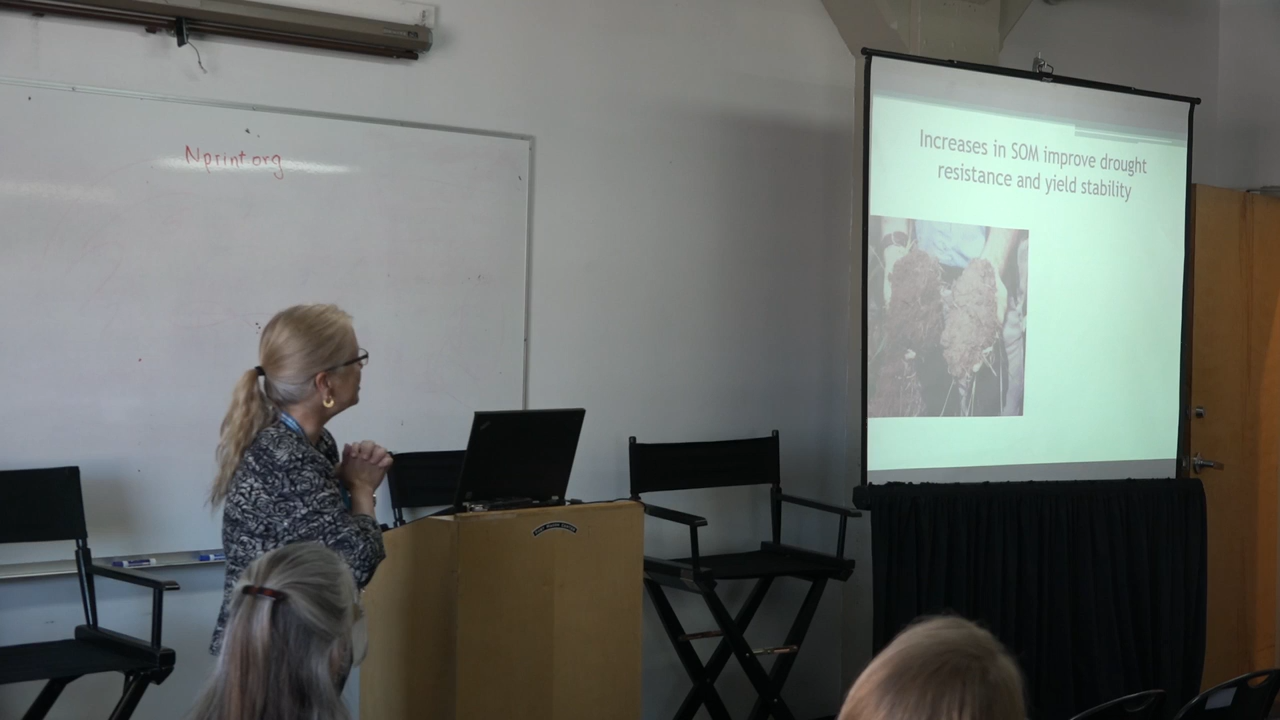 Nprint.org
Increases in SOM improve drought
resistance and yield stability